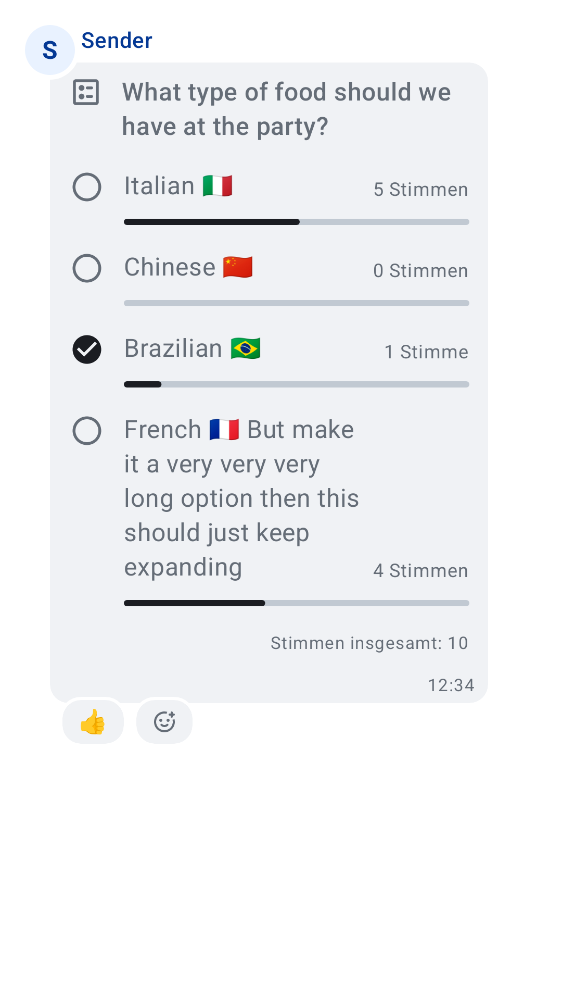 S
Sender
What type of food should we
have at the party?
Italian 🇮🇹
5 Stimmen
Chinese 🇨🇳
0 Stimmen
Brazilian 🇧🇷
1 Stimme
French 🇫🇷 But make
it a very very very
long option then this
should just keep
expanding
4 Stimmen
Stimmen insgesamt: 10
12:34